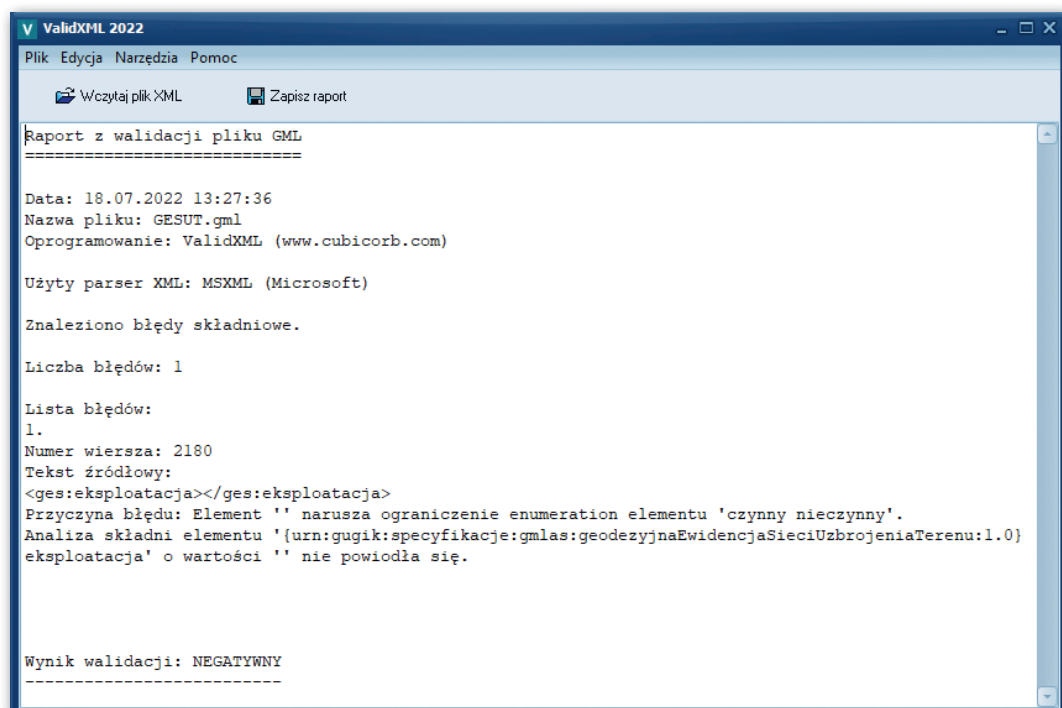 ValidXML 2022
Plik Edycja Narzędzia Pomoc
Wczytaj plik XML Zapisz raport
Raport z walidacji pliku GML
============================
Data: 18.07.2022 13:27:36
Nazwa pliku: GESUT.gml
Oprogramowanie: ValidXML (www.cubicorb.com)
Użyty parser XML: MSXML (Microsoft)
Znaleziono błędy składniowe.
Liczba błędów: 1
Lista błędów:
1.
Numer wiersza: 2180
Tekst źródłowy:
<ges:eksploatacja></ges:eksploatacja>
Przyczyna błędu: Element '' narusza ograniczenie enumeration elementu 'czynny nieczynny'.
Analiza składni elementu '{urn:gugik:specyfikacje:gmlas:geodezyjnaEwidencjaSieciUzbrojeniaTerenu:1.0}
eksploatacja' o wartości '' nie powiodła się.
Wynik walidacji: NEGATYWNY
--------------------------